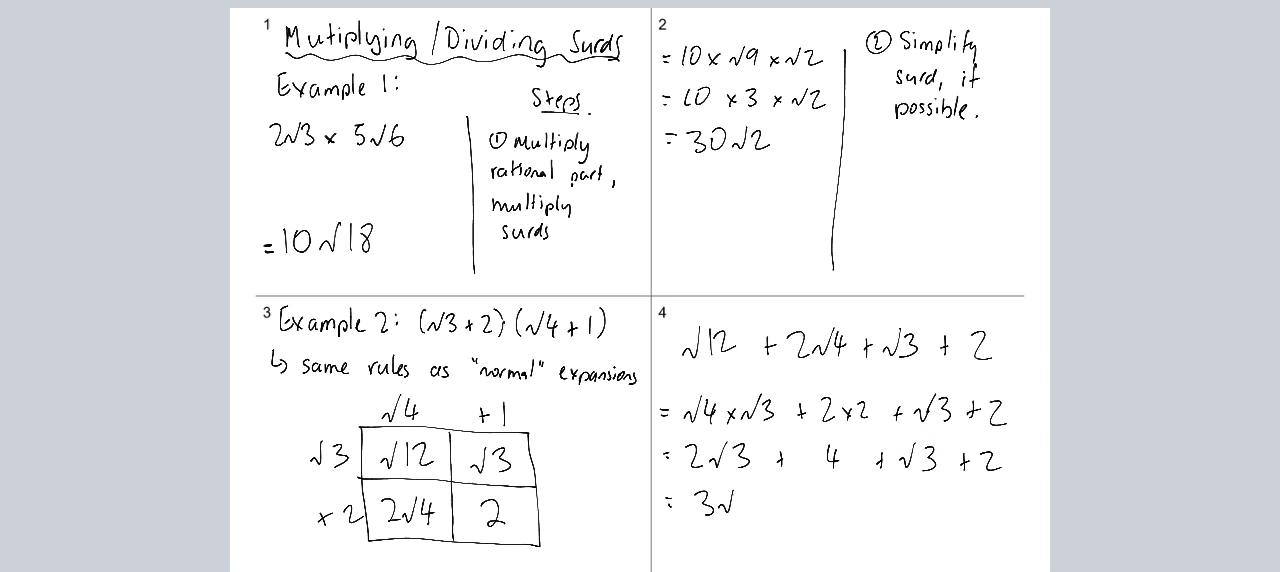 1
Mutiplying / Dividing Surds
Example 1:
Steps.
2√3 × 5√6
① Multiply
rational part,
multiply
surds
= 10√18
2
= 10 × √9 × √2
= 10 × 3 × √2
= 30√2
② Simplify
surd, if
possible.
3
Example 2: (√3 + 2)(√4 + 1)
↳ same rules as "normal" expansions
√4 + 1
√3 √12 √3
+ 2 2√4 2
4
√12 + 2√4 + √3 + 2
= √4 × √3 + 2×2 + √3 + 2
= 2√3 + 4 + √3 + 2
= 3√